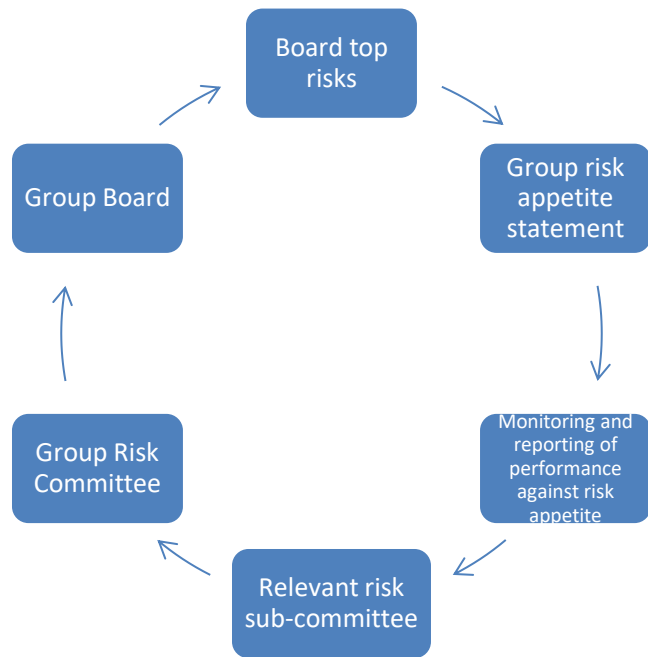 Board top
risks
Group risk
appetite
statement
Monitoring and
reporting of
performance
against risk
appetite
Relevant risk
sub-committee
Group Risk
Committee
Group Board